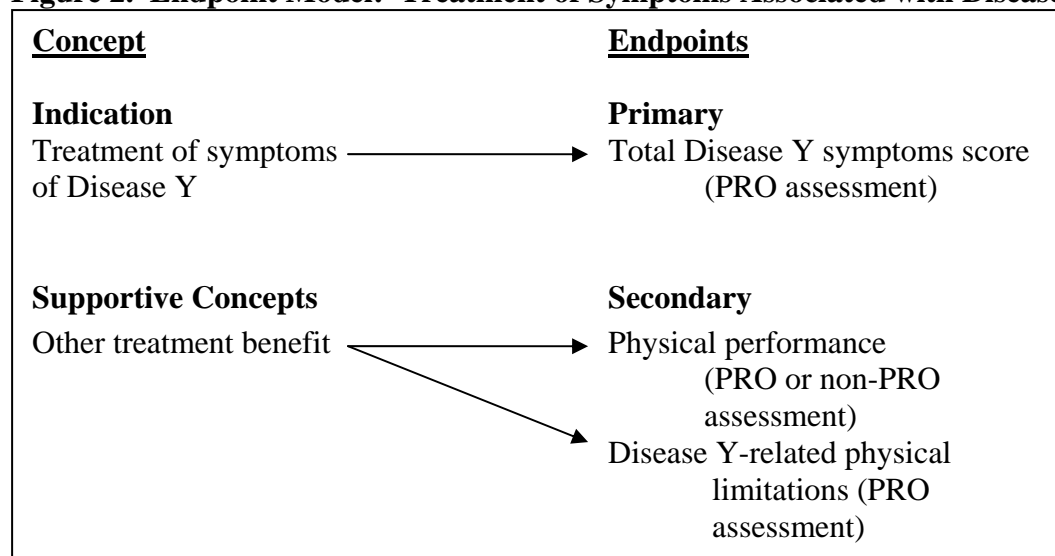 Figure 2. Endpoint Model: Treatment of Symptoms Associated with Disease
Concept
Endpoints
Indication
Primary
Treatment of symptoms
of Disease Y
Total Disease Y symptoms score
(PRO assessment)
Supportive Concepts
Secondary
Other treatment benefit
Physical performance
(PRO or non-PRO
assessment)
Disease Y-related physical
limitations (PRO
assessment)